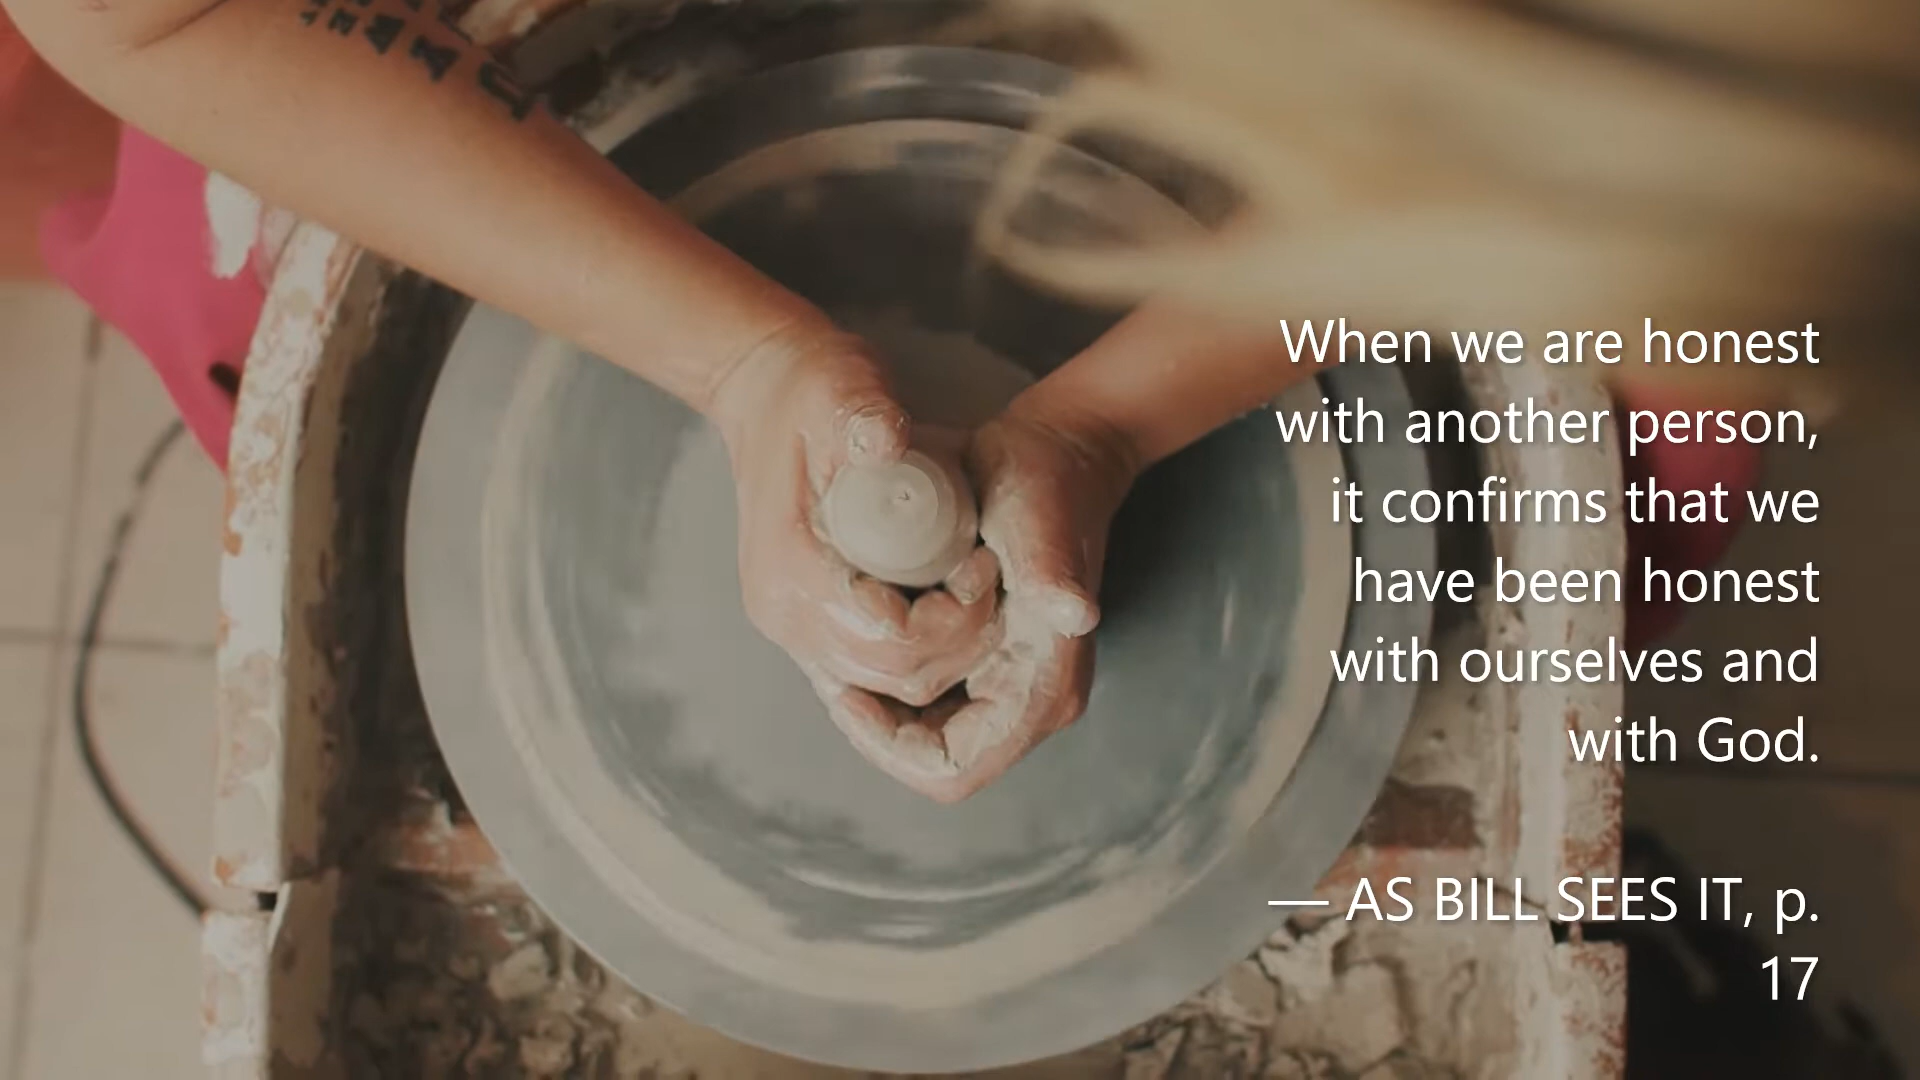 When we are honest
with another person,
it confirms that we
have been honest
with ourselves and
with God.
— AS BILL SEES IT, p.
17